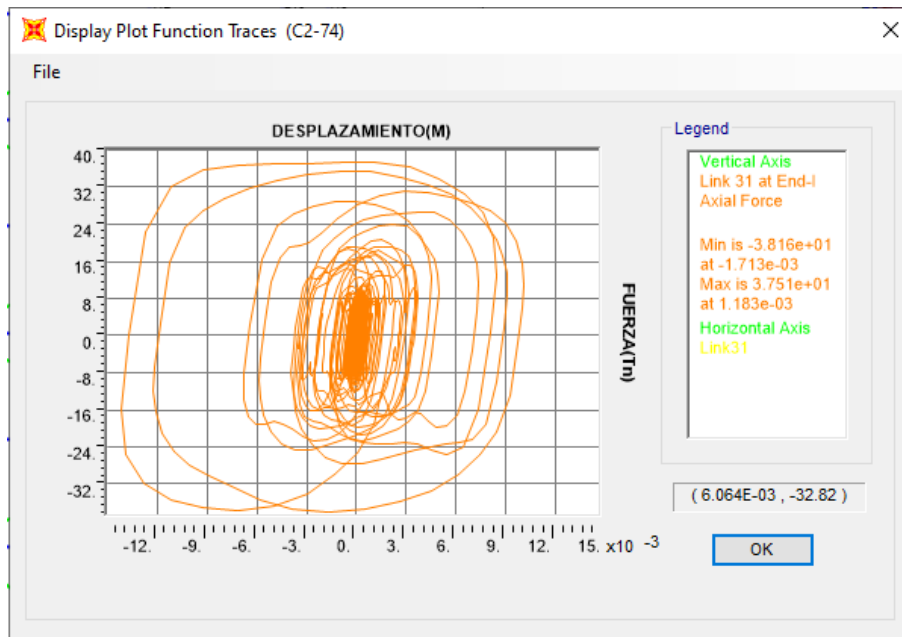 Display Plot Function Traces (C2-74)
File
DESPLAZAMIENTO(M)
40.
32.
24.
16.
8.
0.
-8.
-16.
-24.
-32.
-12. -9. -6. -3. 0. 3. 6. 9. 12. 15. x10 -3
FUERZA(Tn)
Legend
Vertical Axis
Link 31 at End-I
Axial Force
Min is -3.816e+01
at -1.713e-03
Max is 3.751e+01
at 1.183e-03
Horizontal Axis
Link31
( 6.064E-03 , -32.82 )
OK